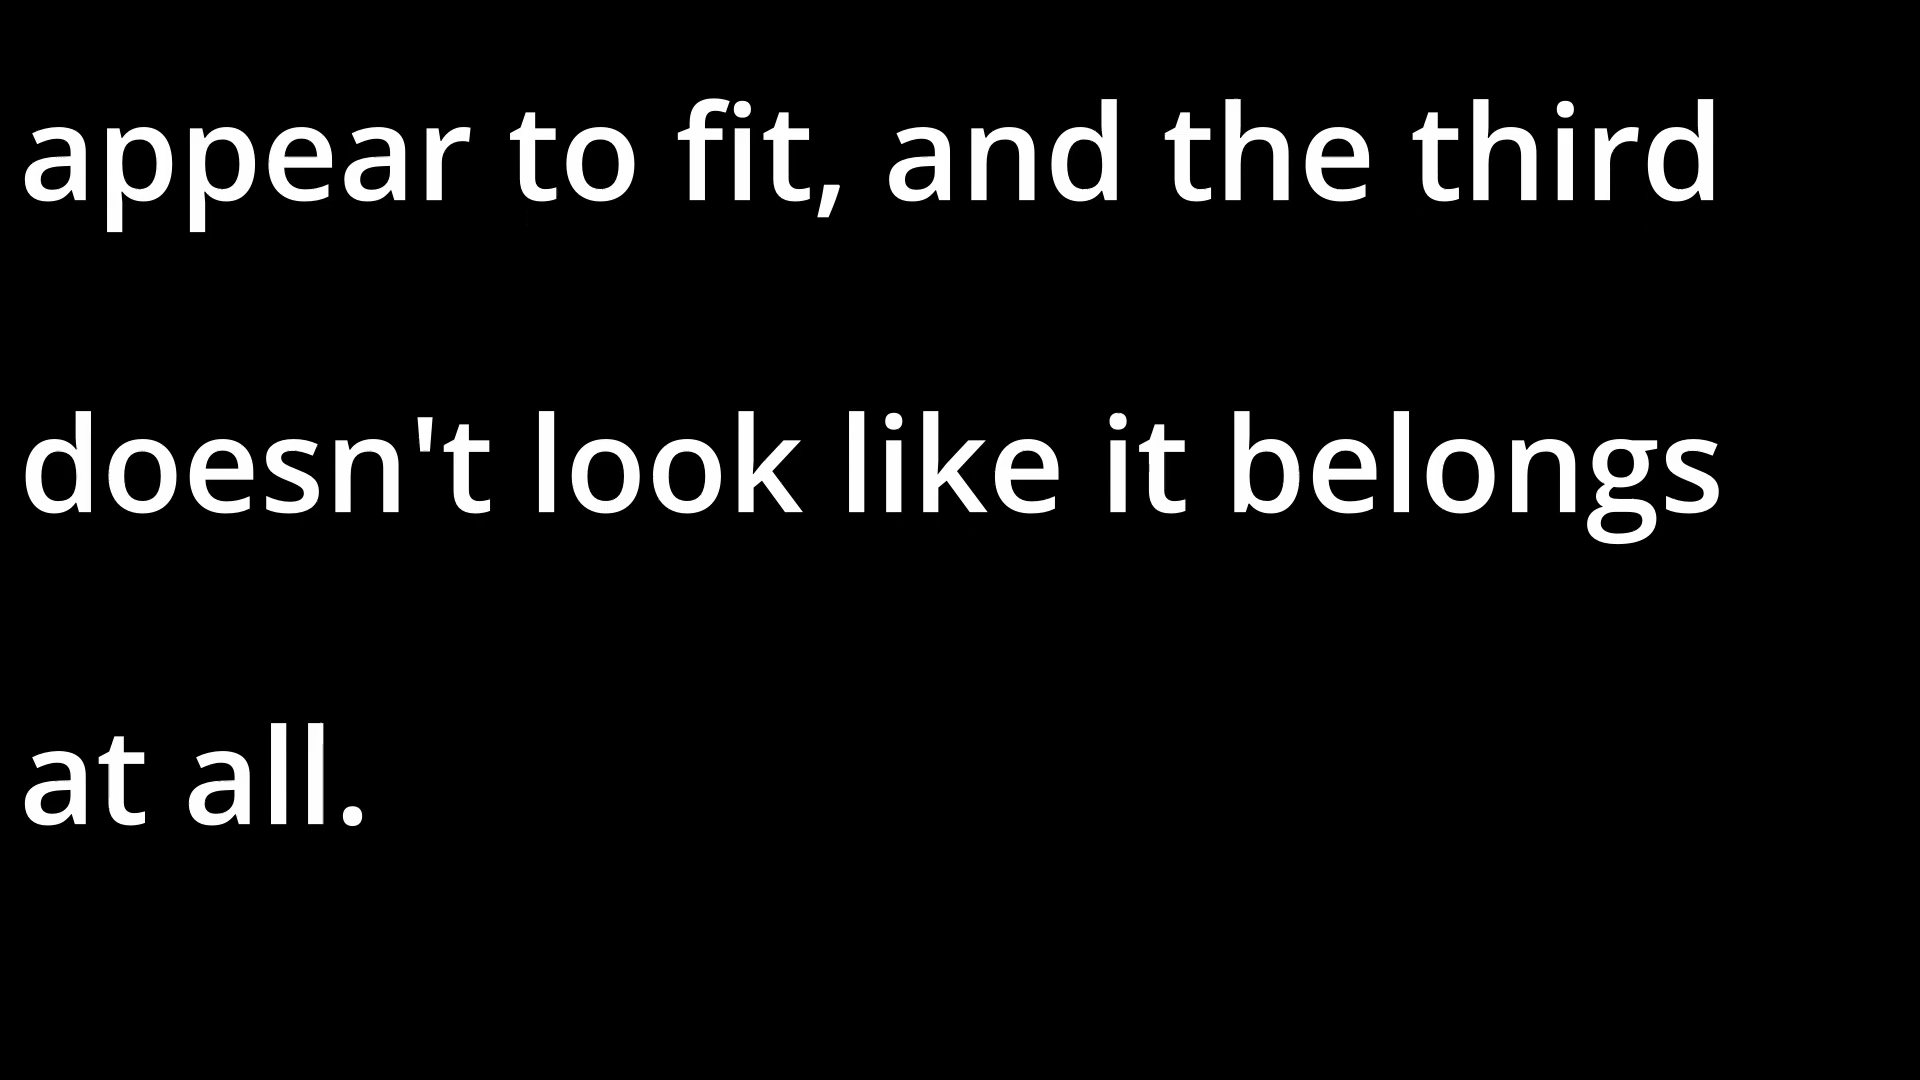 appear to fit, and the third
doesn't look like it belongs
at all.